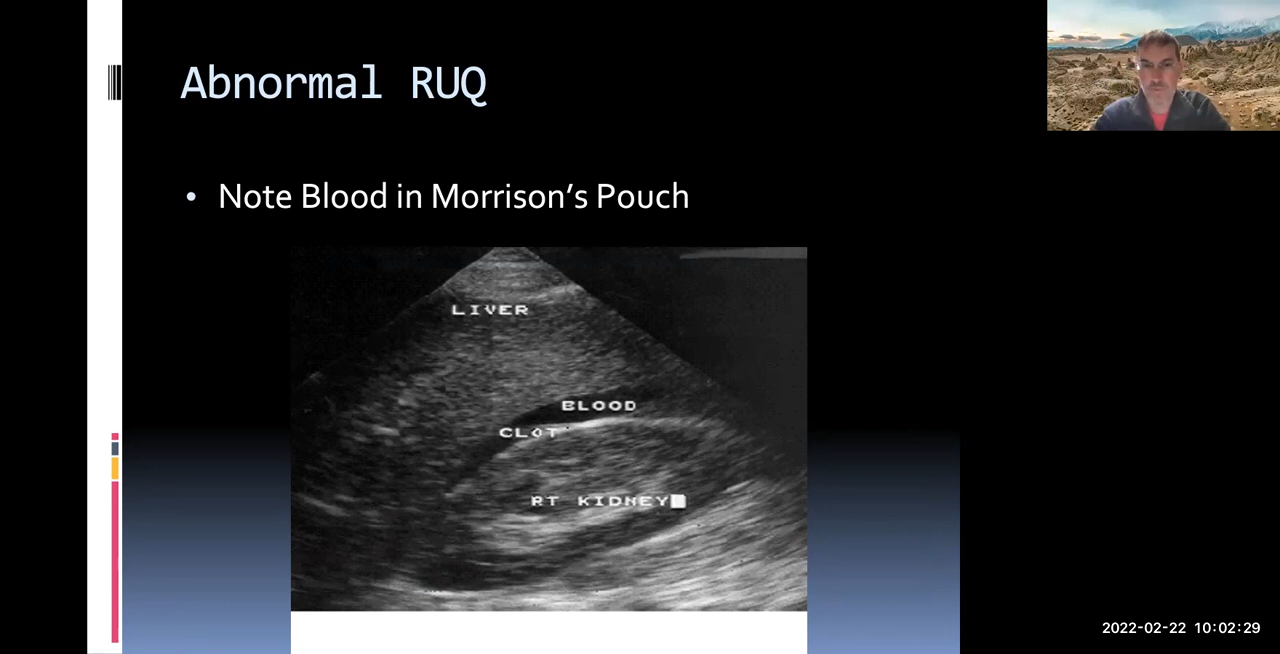 Abnormal RUQ
• Note Blood in Morrison’s Pouch
LIVER
BLOOD
CLOT
RT KIDNEY
2022-02-22 10:02:29